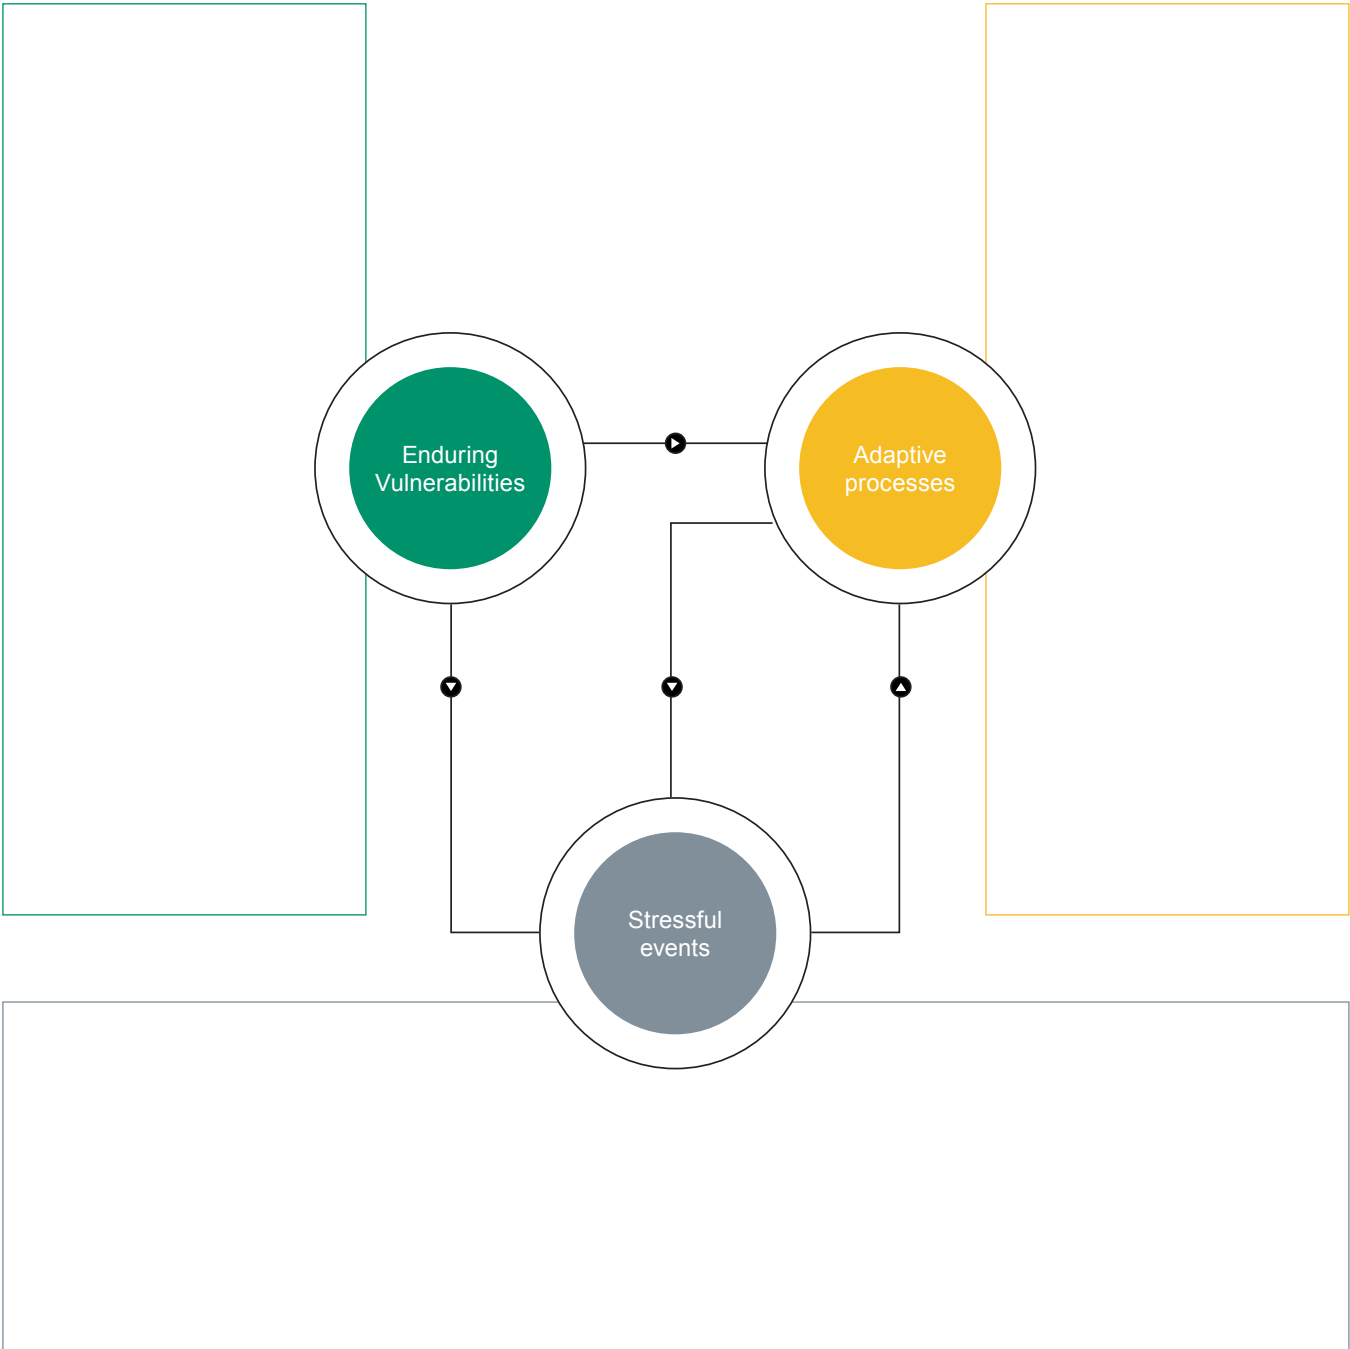 Enduring
Vulnerabilities
Adaptive
processes
Stressful
events